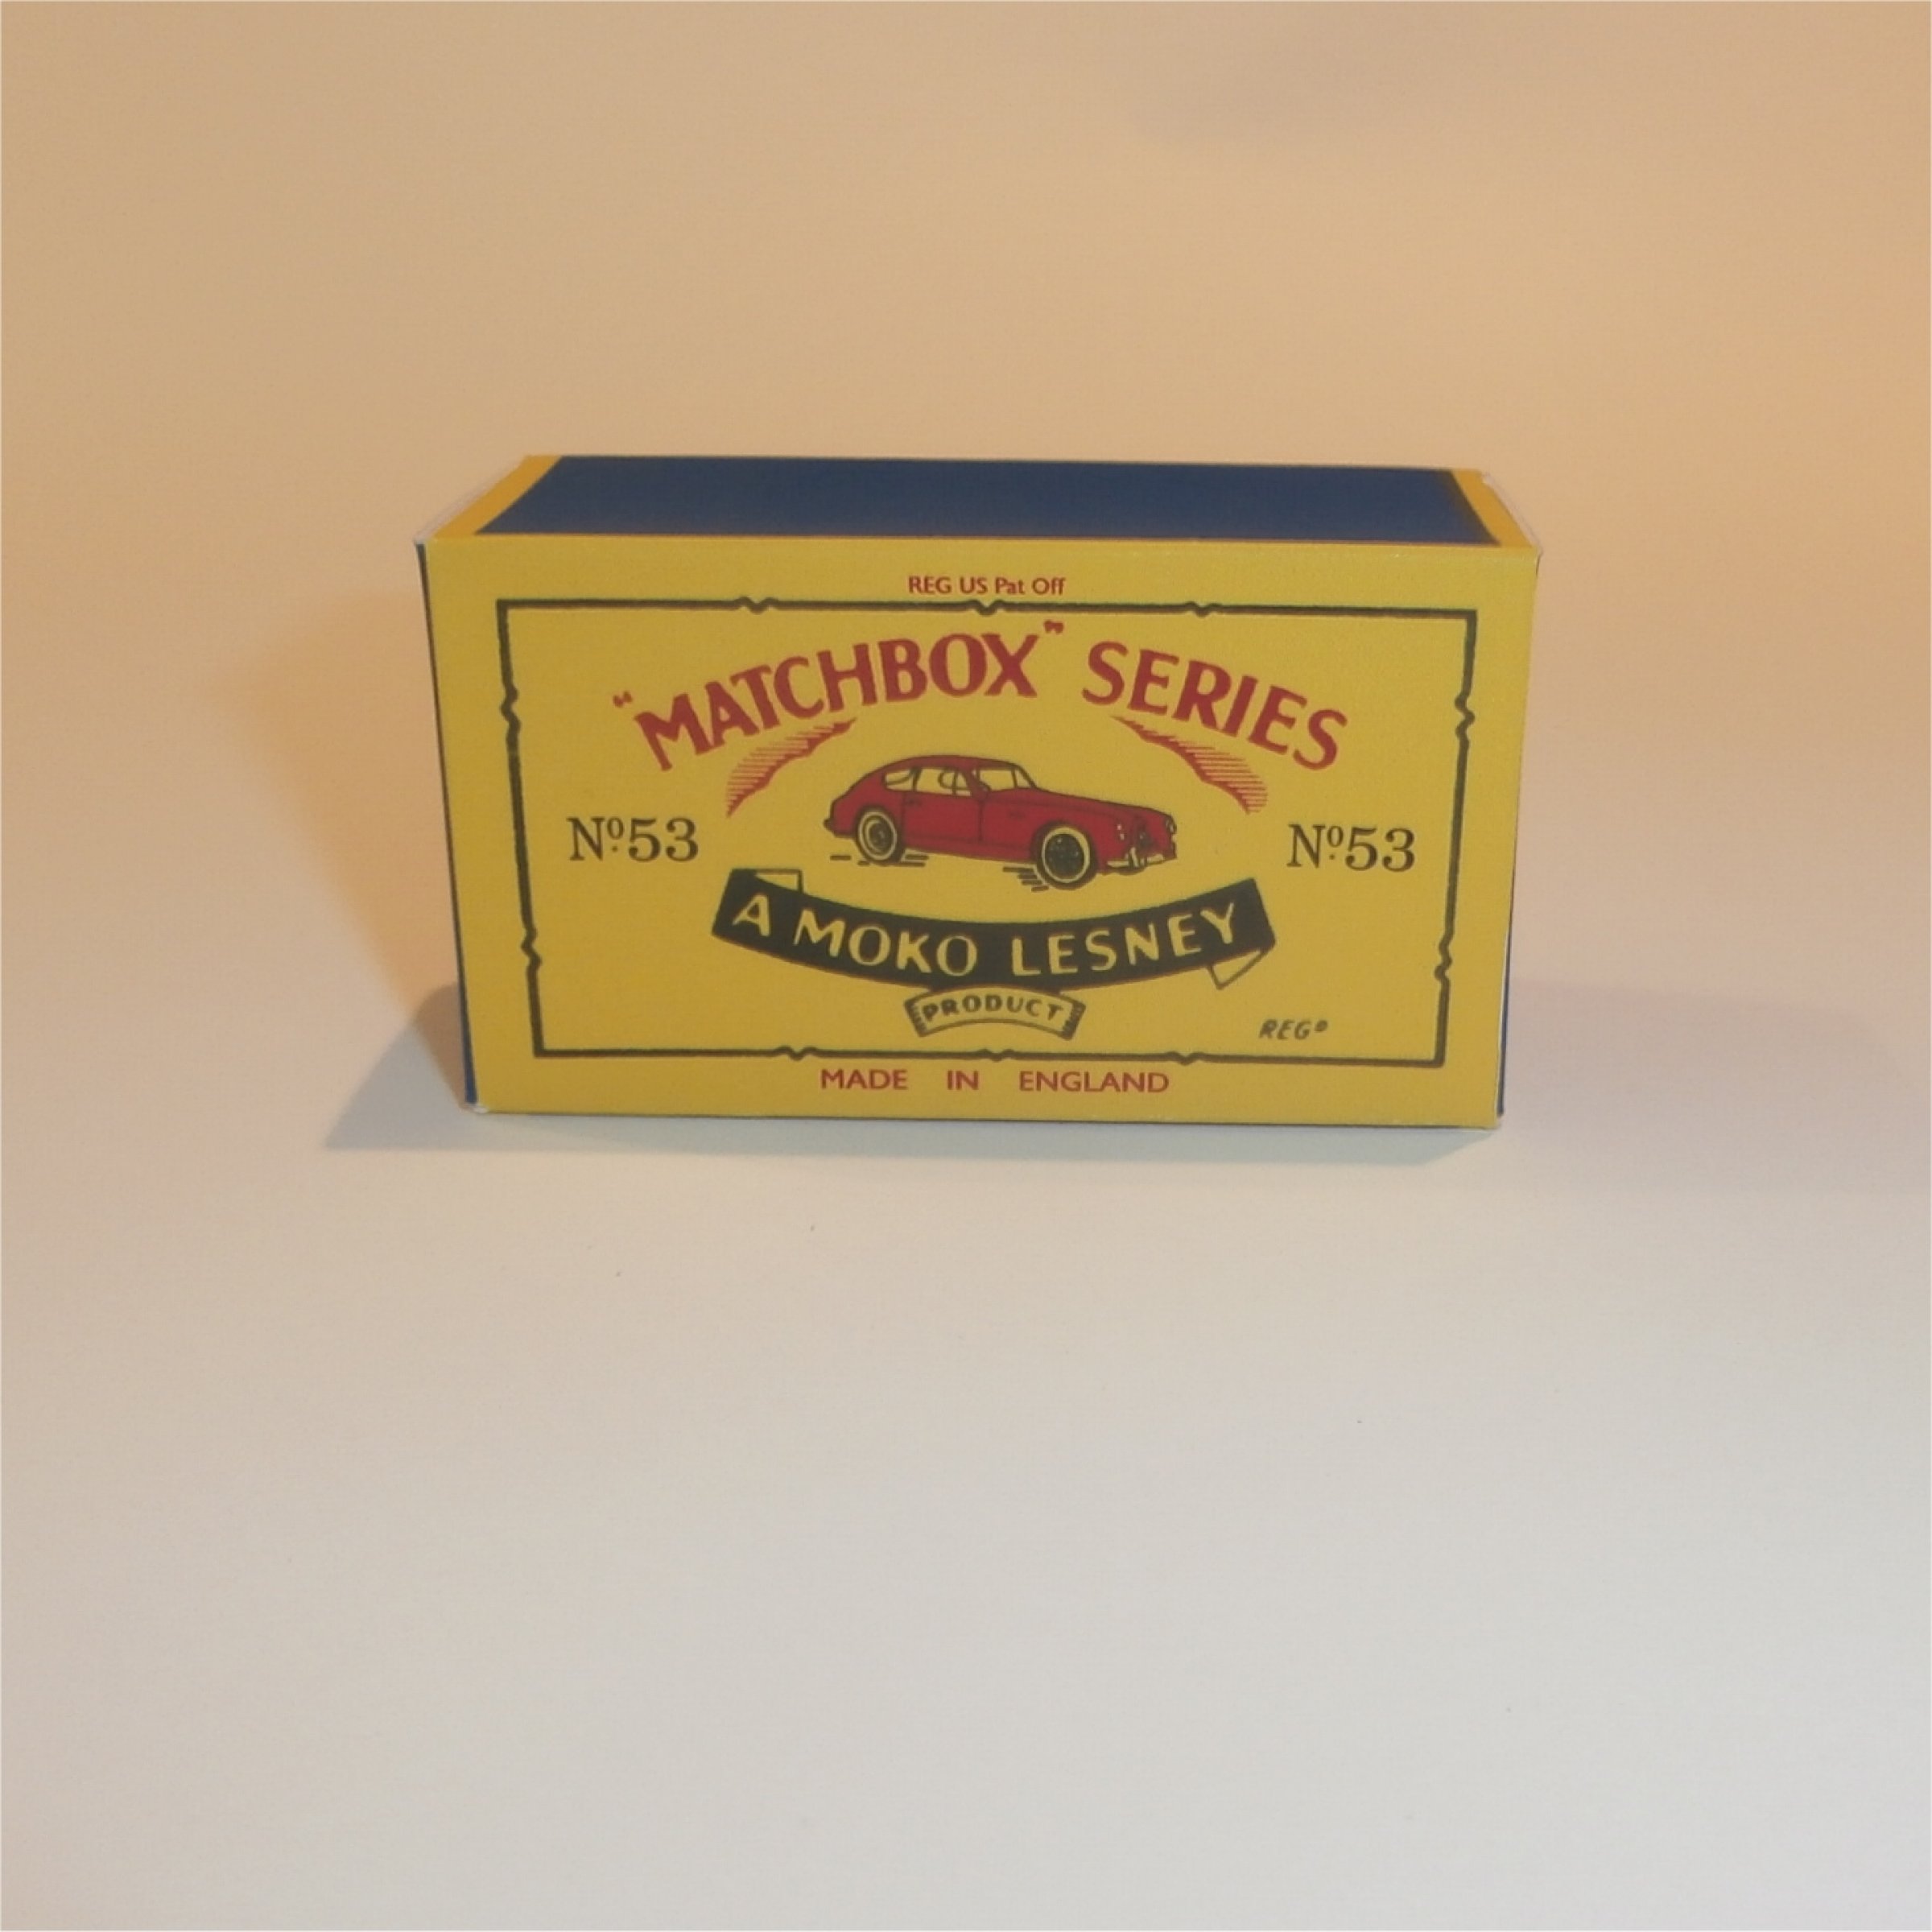 REG US Pat Off
"MATCHBOX" SERIES
Nº53 Nº53
A MOKO LESNEY
PRODUCT
REGD
MADE IN ENGLAND